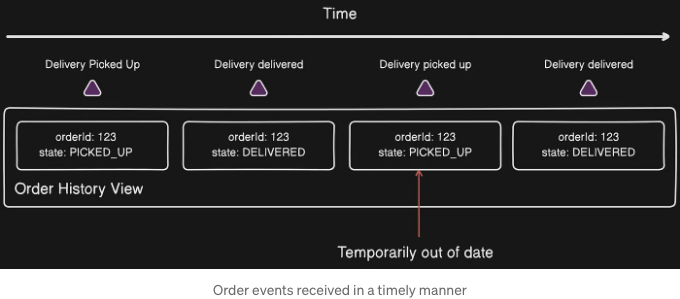 Time
Delivery Picked Up
Delivery delivered
Delivery picked up
Delivery delivered
orderId: 123
state: PICKED_UP
orderId: 123
state: DELIVERED
orderId: 123
state: PICKED_UP
orderId: 123
state: DELIVERED
Order History View
Temporarily out of date
Order events received in a timely manner